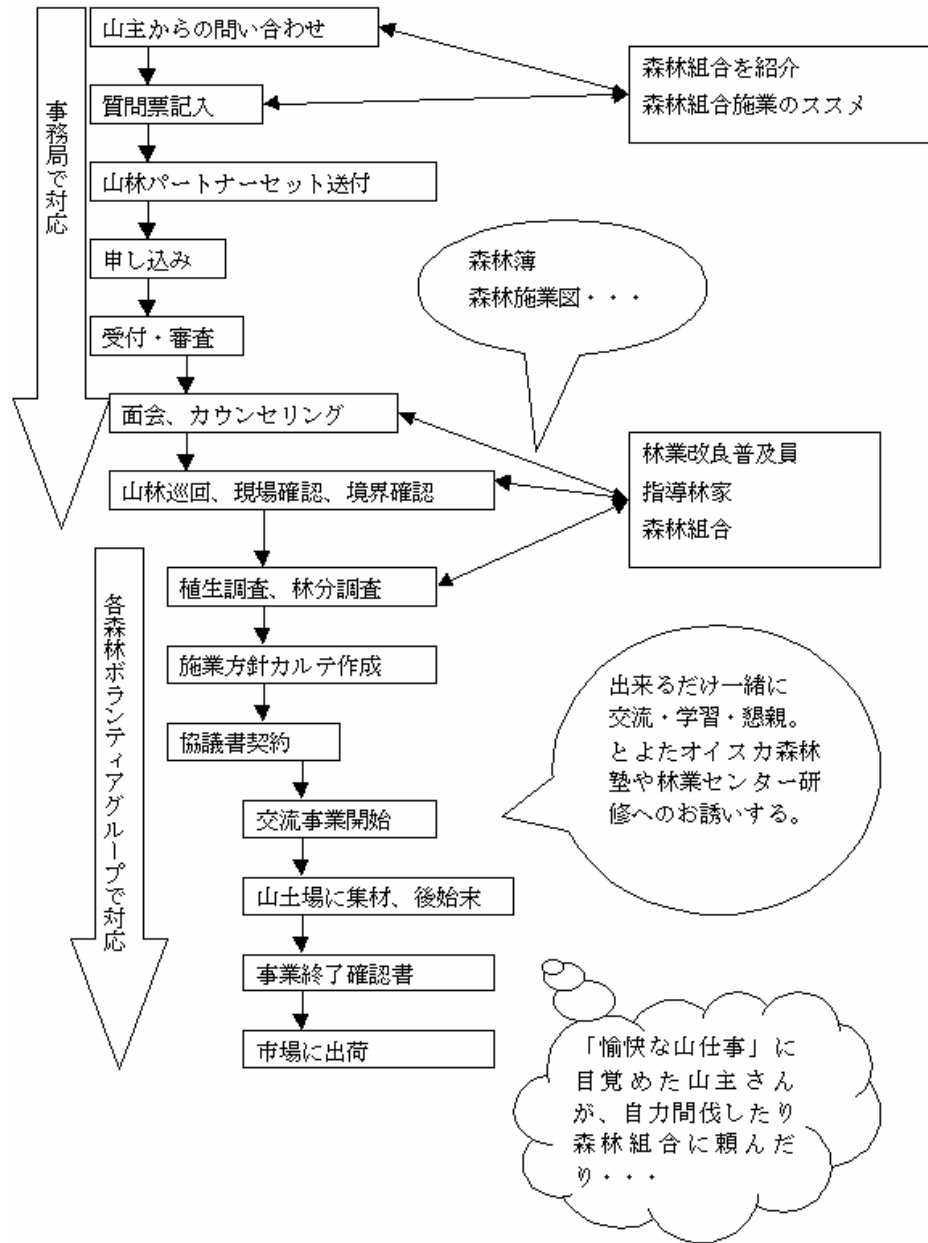 山主からの問い合わせ
質問票記入
山林パートナーセット送付
申し込み
受付・審査
面会、カウンセリング
山林巡回、現場確認、境界確認
植生調査、林分調査
施業方針カルテ作成
協議書契約
交流事業開始
山土場に集材、後始末
事業終了確認書
市場に出荷
事務局で対応
各森林ボランティアグループで対応
森林組合を紹介
森林組合施業のススメ
森林簿
森林施業図・・・
林業改良普及員
指導林家
森林組合
出来るだけ一緒に
交流・学習・懇親。
とよたオイスカ森林
塾や林業センター研
修へのお誘いする。
「愉快な山仕事」に
目覚めた山主さん
が、自力間伐したり
森林組合に頼んだ
り・・・